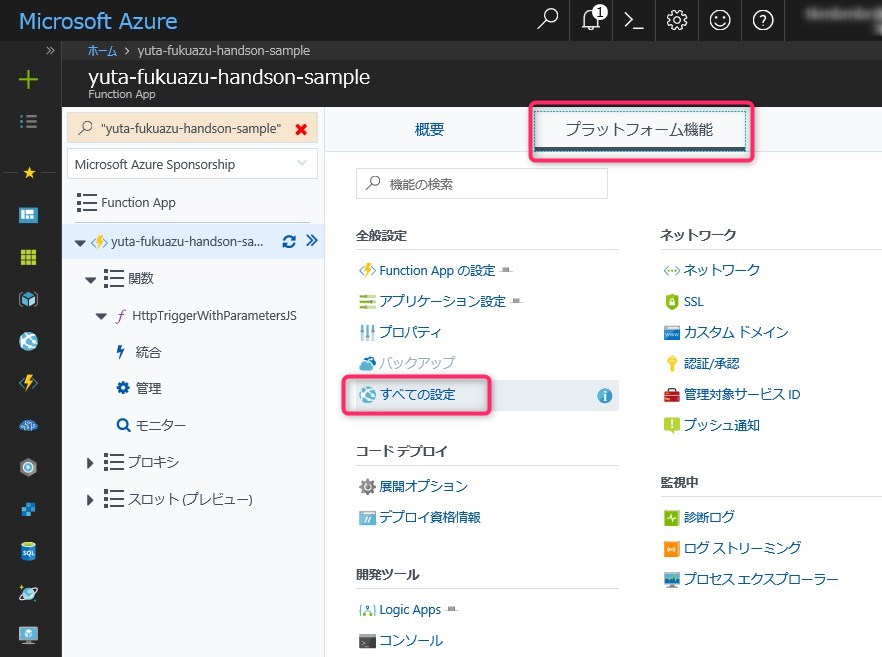 Microsoft Azure
1
ホーム > yuta-fukuazu-handson-sample
yuta-fukuazu-handson-sample
Function App
"yuta-fukuazu-handson-sample"
Microsoft Azure Sponsorship
Function App
yuta-fukuazu-handson-sa...
関数
HttpTriggerWithParametersJS
統合
管理
モニター
プロキシ
スロット (プレビュー)
概要
プラットフォーム機能
機能の検索
全般設定
Function App の設定
アプリケーション設定
プロパティ
バックアップ
すべての設定
コード デプロイ
展開オプション
デプロイ資格情報
開発ツール
Logic Apps
コンソール
ネットワーク
ネットワーク
SSL
カスタム ドメイン
認証/承認
管理対象サービス ID
プッシュ通知
監視中
診断ログ
ログ ストリーミング
プロセス エクスプローラー
SQL